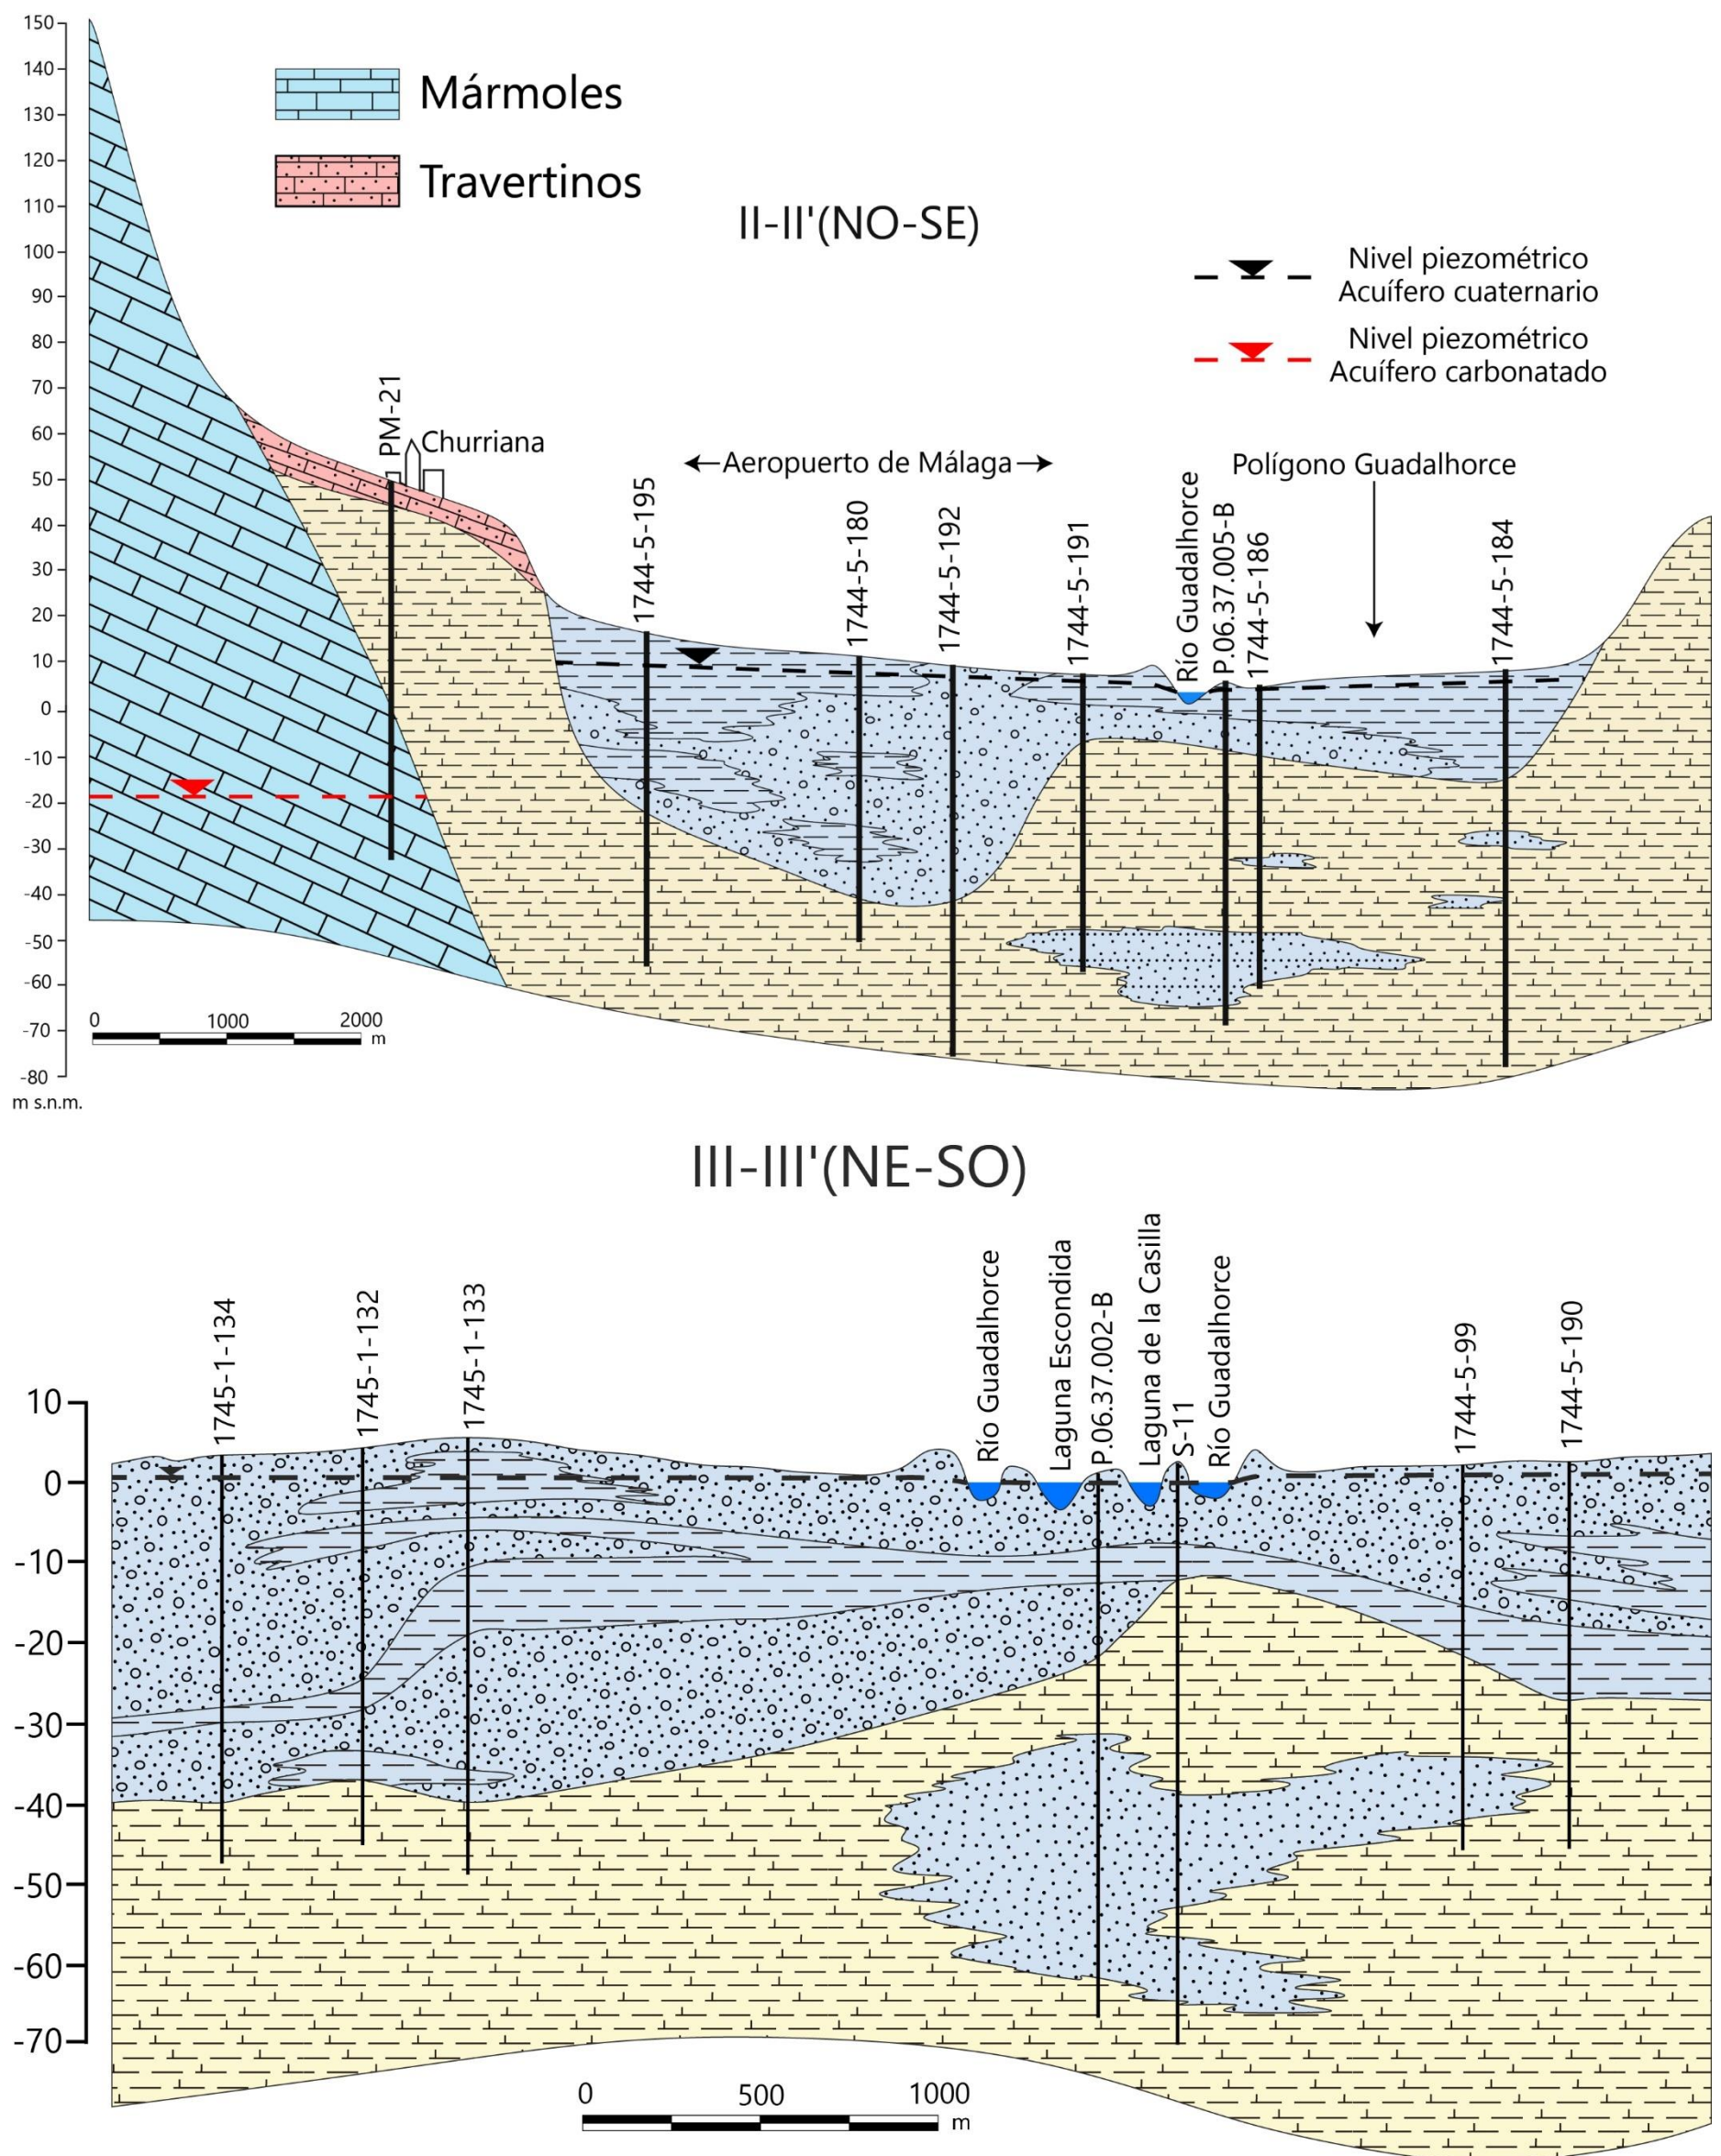 150
140
130
120
110
100
90
80
70
60
50
40
30
20
10
0
-10
-20
-30
-40
-50
-60
-70
-80
m s.n.m.
Mármoles
Travertinos
II-II'(NO-SE)
Nivel piezométrico
Acuífero cuaternario
Nivel piezométrico
Acuífero carbonatado
PM-21
Churriana
1744-5-195
Aeropuerto de Málaga
1744-5-180
1744-5-192
1744-5-191
Río Guadalhorce
P.06.37.005-B
1744-5-186
Polígono Guadalhorce
1744-5-184
0 1000 2000
m
III-III'(NE-SO)
1745-1-134
1745-1-132
1745-1-133
Río Guadalhorce
Laguna Escondida
P.06.37.002-B
Laguna de la Casilla
S-11
Río Guadalhorce
1744-5-99
1744-5-190
10
0
-10
-20
-30
-40
-50
-60
-70
0 500 1000
m